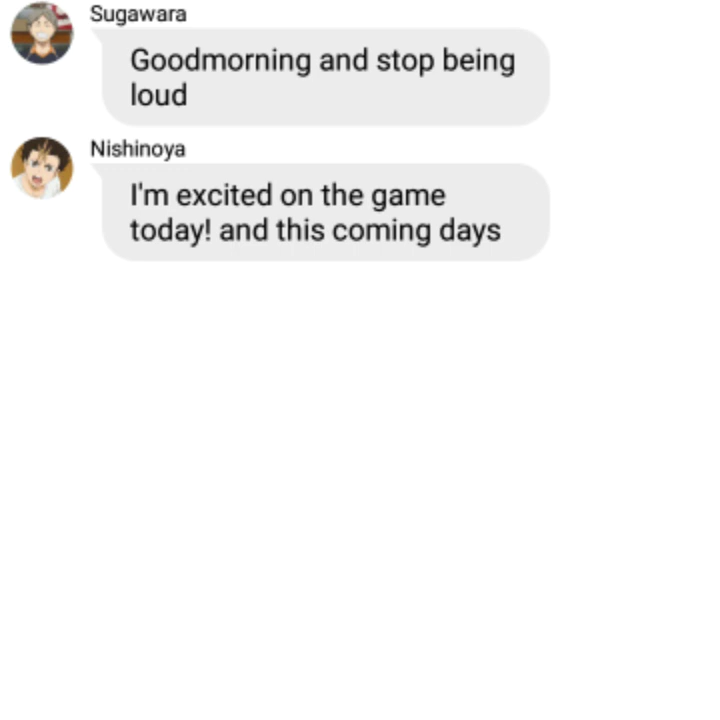 Sugawara
Goodmorning and stop being
loud
Nishinoya
I'm excited on the game
today! and this coming days